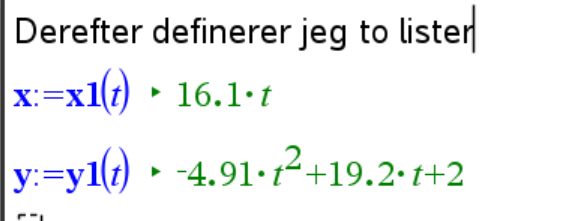 Derefter definerer jeg to lister
x:=x1(t) ▸ 16.1·t
y:=y1(t) ▸ -4.91·t²+19.2·t+2